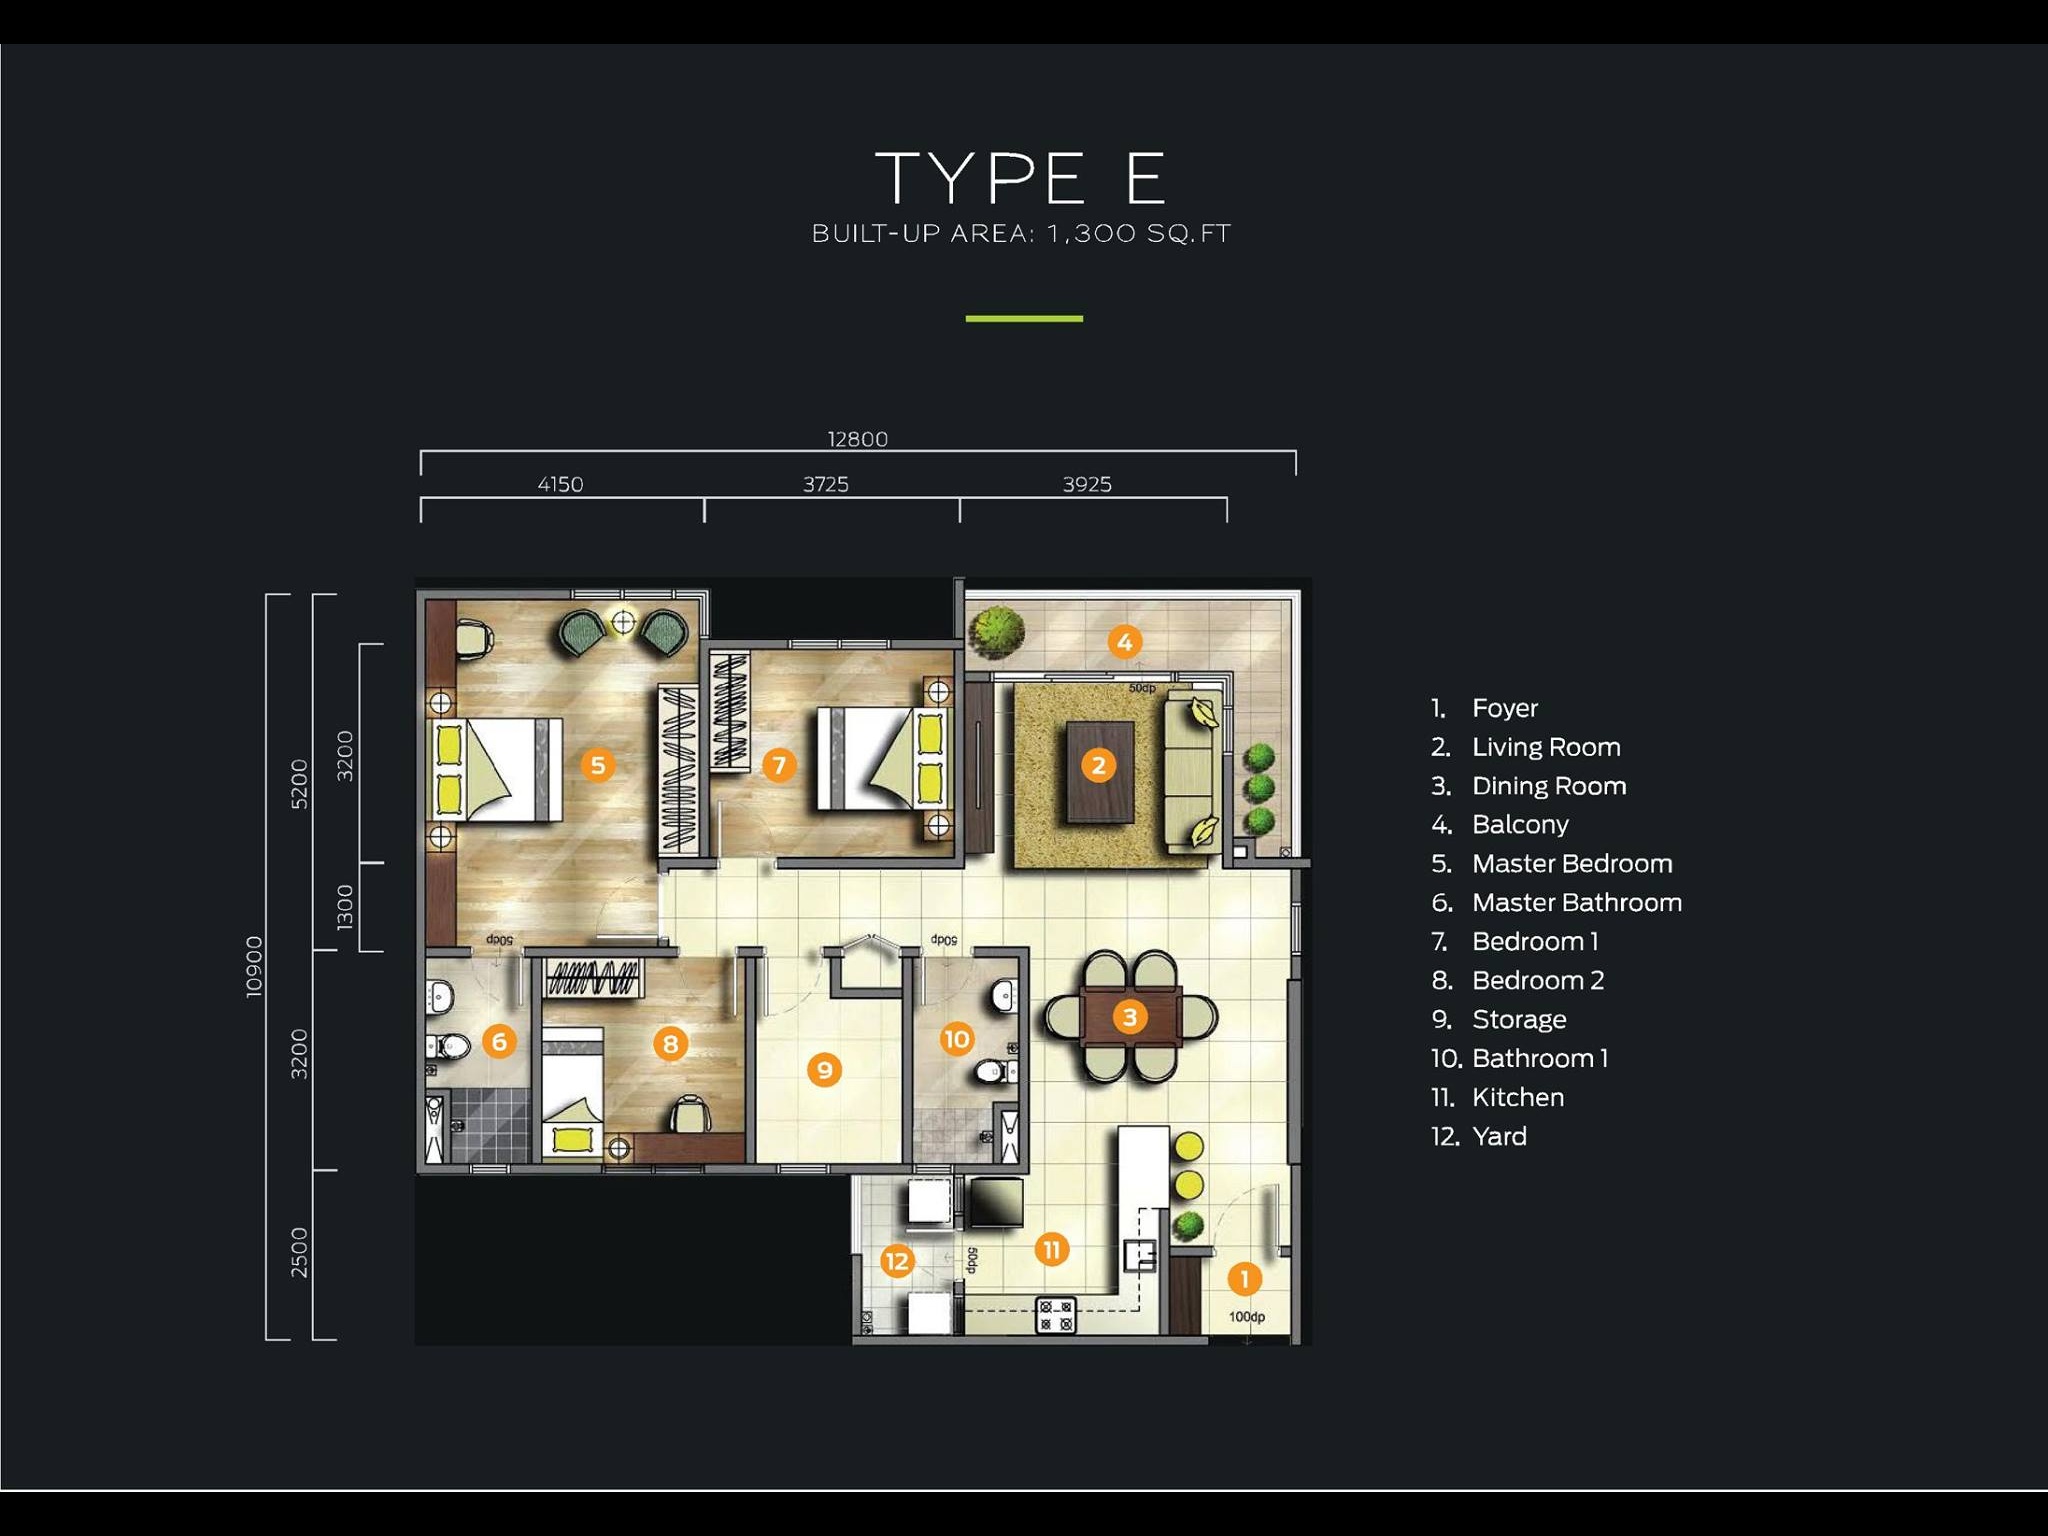 TYPE E
BUILT-UP AREA: 1,300 SQ.FT
12800
4150 3725 3925
10900
5200
3200
2500
3200
1300
4
50dp
5
7
2
50dp
50dp
6
8
9
10
3
12
50dp
11
1
100dp
1. Foyer
2. Living Room
3. Dining Room
4. Balcony
5. Master Bedroom
6. Master Bathroom
7. Bedroom 1
8. Bedroom 2
9. Storage
10. Bathroom 1
11. Kitchen
12. Yard